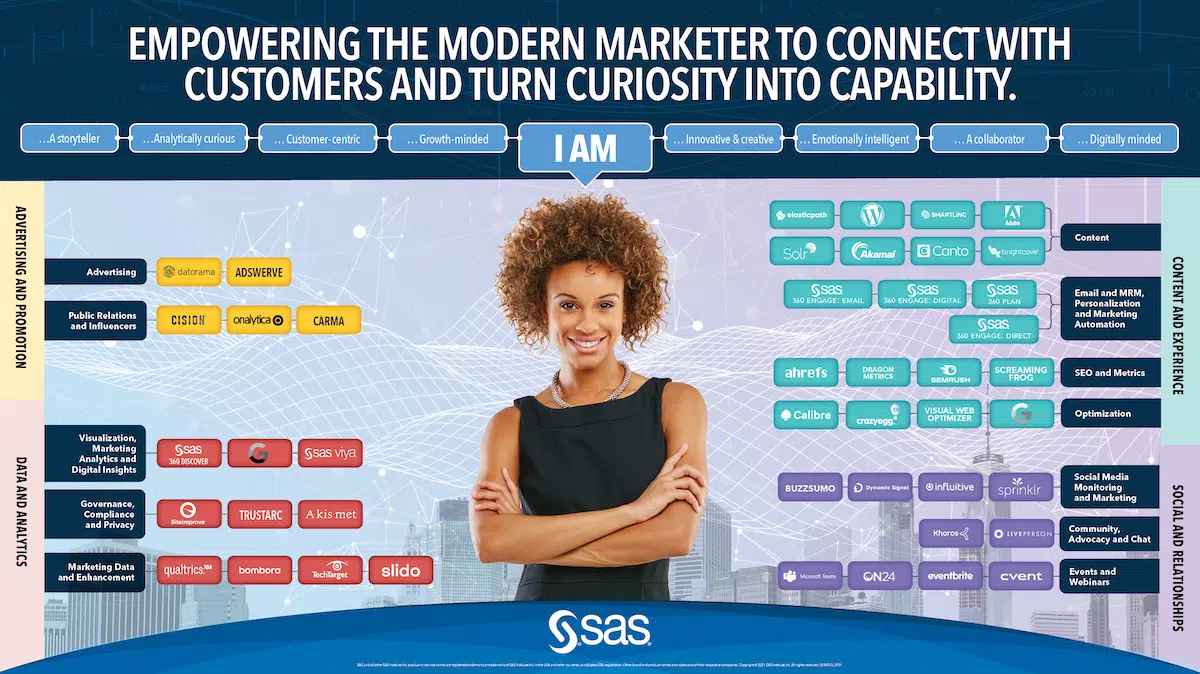 EMPOWERING THE MODERN MARKETER TO CONNECT WITH
CUSTOMERS AND TURN CURIOSITY INTO CAPABILITY.
...A storyteller
...Analytically curious
...Customer-centric
...Growth-minded
I AM
...Innovative & creative
...Emotionally intelligent
...A collaborator
...Digitally minded
ADVERTISING AND PROMOTION
Advertising
datorama
ADSWERVE
Public Relations
and Influencers
CISION
onalytica
CARMA
DATA AND ANALYTICS
Visualization,
Marketing
Analytics and
Digital Insights
sas
360 DISCOVER
G
sas viya
Governance,
Compliance
and Privacy
Siteimprove
TRUSTARC
A·kis met
Marketing Data
and Enhancement
qualtrics.XM
bombora
TechTarget
slido
CONTENT AND EXPERIENCE
elasticpath
W
SMARTLING
Adobe
Solr
Akamai
Canto
brightcove
Content
sas
360 ENGAGE: EMAIL
sas
360 ENGAGE: DIGITAL
sas
360 PLAN
sas
360 ENGAGE: DIRECT
Email and MRM,
Personalization
and Marketing
Automation
ahrefs
DRAGON
METRICS
SEMRUSH
SCREAMING
FROG
SEO and Metrics
Calibre
crazyegg
VISUAL WEB
OPTIMIZER
G
Optimization
SOCIAL AND RELATIONSHIPS
BUZZSUMO
Dynamic Signal
influitive
sprinklr
Social Media
Monitoring
and Marketing
Khoros
LIVEPERSON
Community,
Advocacy and Chat
Microsoft Teams
ON24
eventbrite
cvent
Events and
Webinars
sas